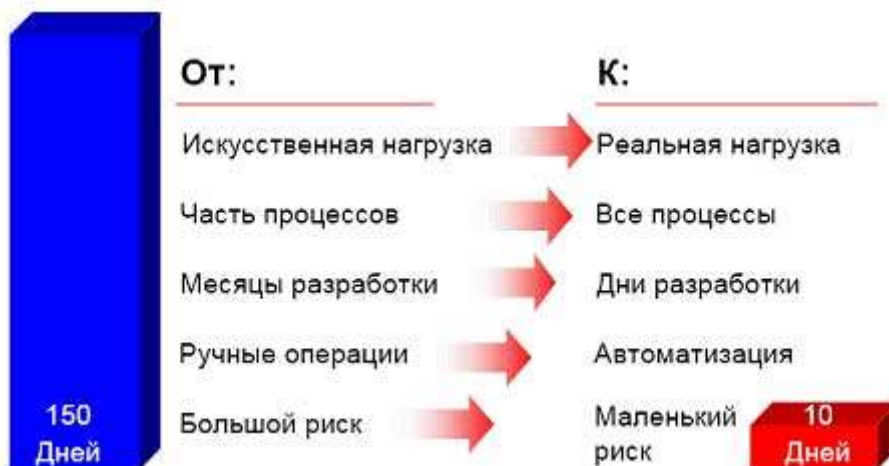 От:
К:
Искусственная нагрузка
Реальная нагрузка
Часть процессов
Все процессы
Месяцы разработки
Дни разработки
Ручные операции
Автоматизация
Большой риск
Маленький
риск
150
Дней
10
Дней